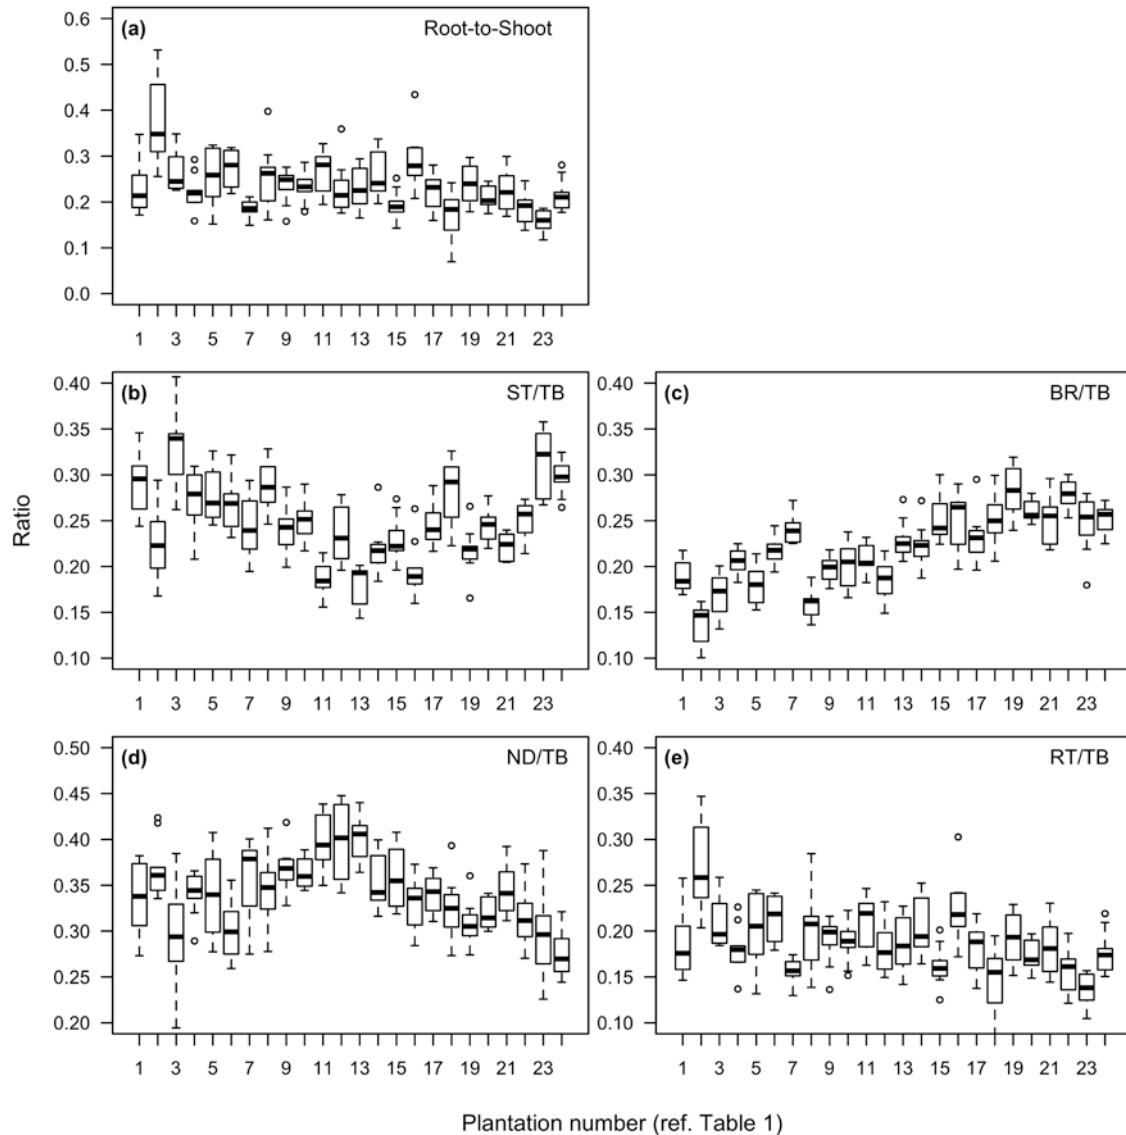 (a) Root-to-Shoot
0.6
0.5
0.4
0.3
0.2
0.1
0.0
1 3 5 7 9 11 13 15 17 19 21 23
(b) ST/TB
0.40
0.35
0.30
0.25
0.20
0.15
0.10
1 3 5 7 9 11 13 15 17 19 21 23
(c) BR/TB
0.40
0.35
0.30
0.25
0.20
0.15
0.10
1 3 5 7 9 11 13 15 17 19 21 23
Ratio
(d) ND/TB
0.50
0.45
0.40
0.35
0.30
0.25
0.20
1 3 5 7 9 11 13 15 17 19 21 23
(e) RT/TB
0.40
0.35
0.30
0.25
0.20
0.15
0.10
1 3 5 7 9 11 13 15 17 19 21 23
Plantation number (ref. Table 1)